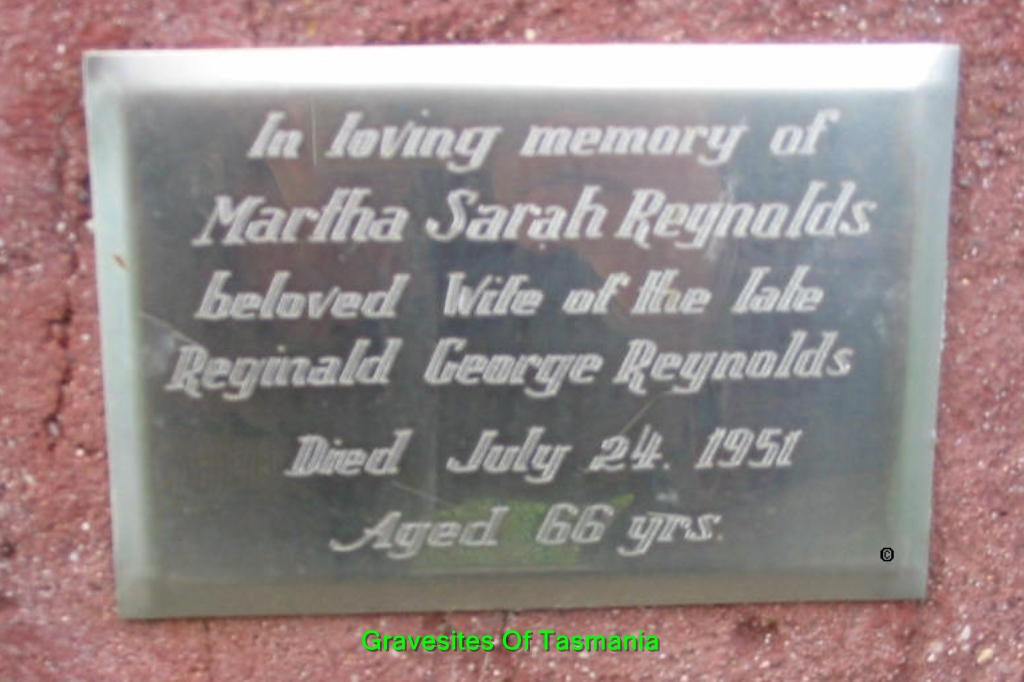 In loving memory of
Martha Sarah Reynolds
beloved Wife of the late
Reginald George Reynolds
Died July 24. 1951
Aged 66 yrs.
©
Gravesites Of Tasmania